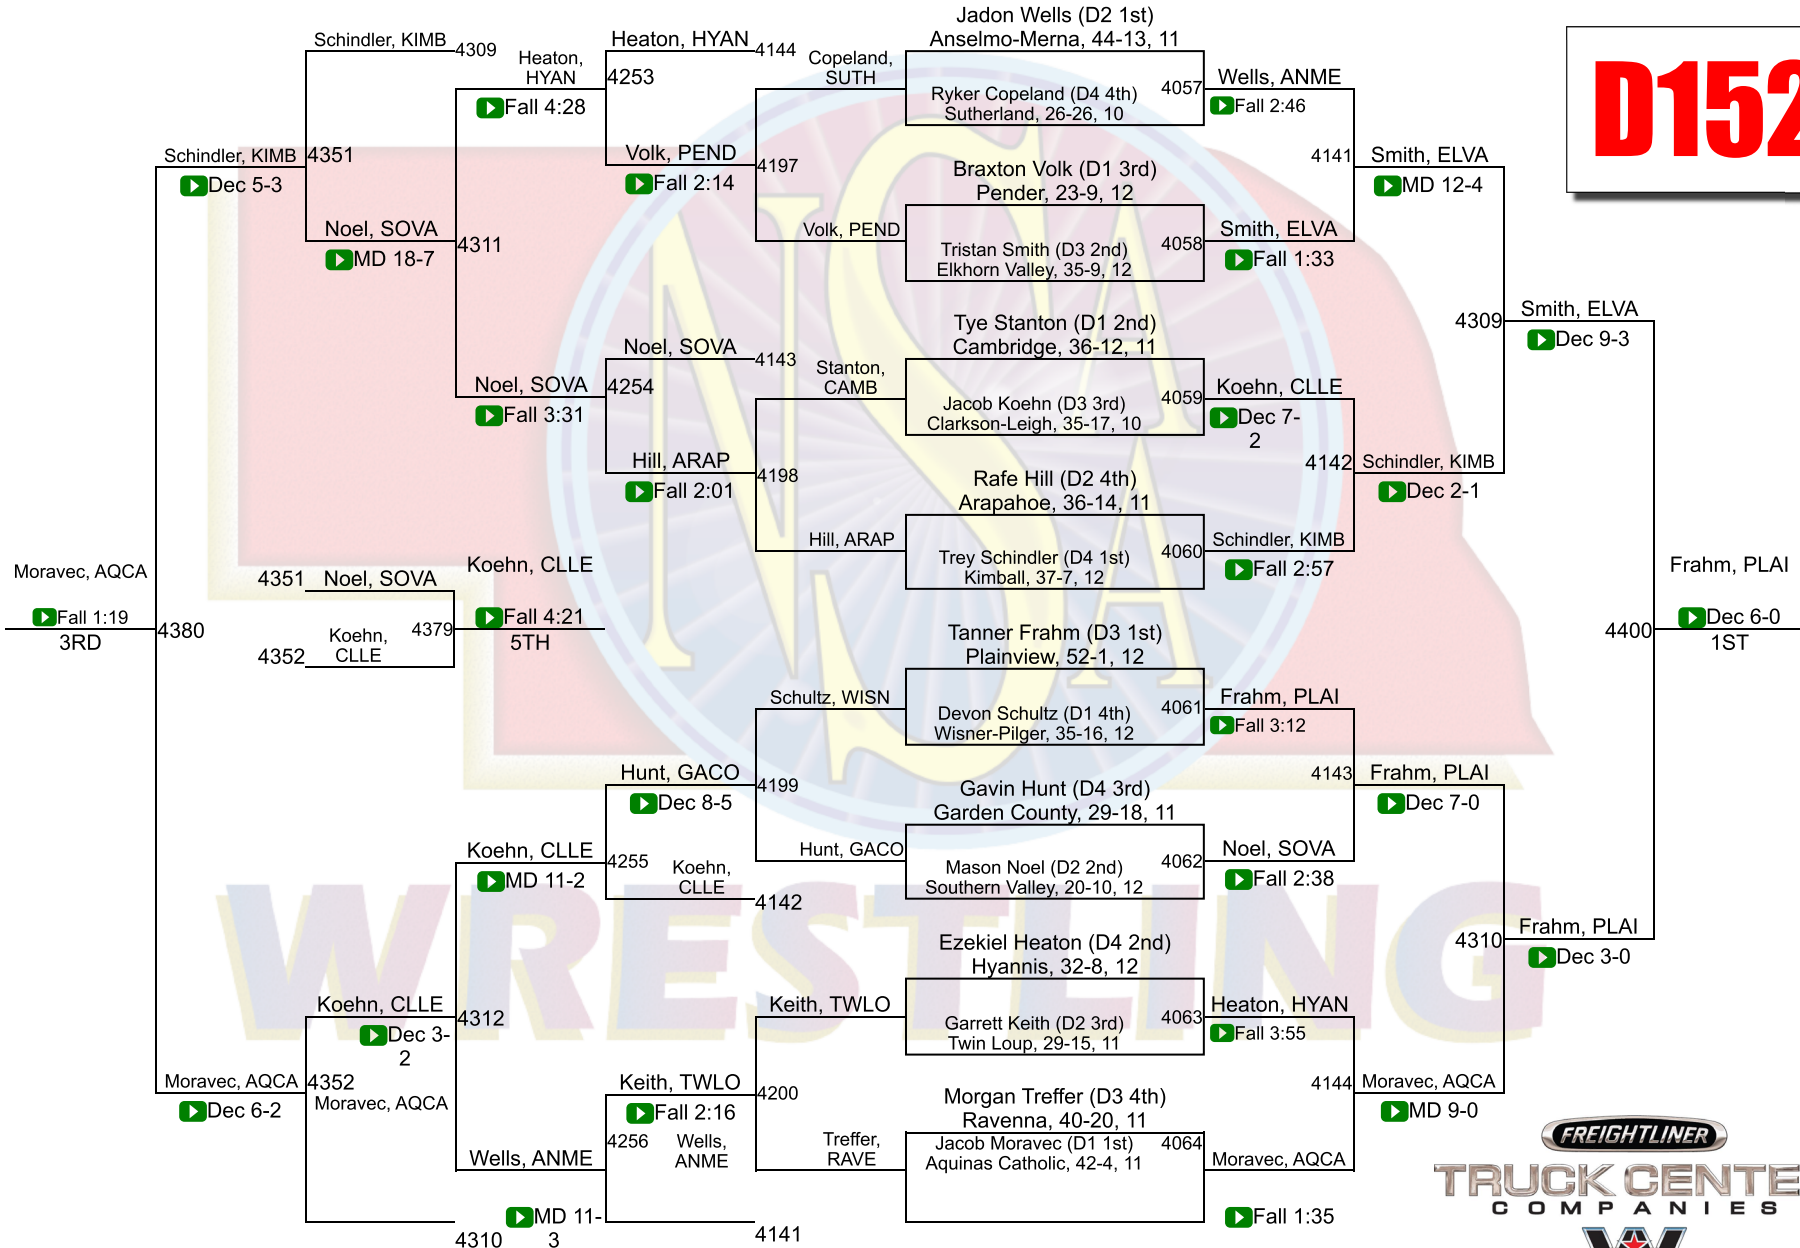 Jadon Wells (D2 1st)
Anselmo-Merna, 44-13, 11
Ryker Copeland (D4 4th)
Sutherland, 26-26, 10
4057
Braxton Volk (D1 3rd)
Pender, 23-9, 12
Tristan Smith (D3 2nd)
Elkhorn Valley, 35-9, 12
4058
Tye Stanton (D1 2nd)
Cambridge, 36-12, 11
Jacob Koehn (D3 3rd)
Clarkson-Leigh, 35-17, 10
4059
Rafe Hill (D2 4th)
Arapahoe, 36-14, 11
Trey Schindler (D4 1st)
Kimball, 37-7, 12
4060
Tanner Frahm (D3 1st)
Plainview, 52-1, 12
Devon Schultz (D1 4th)
Wisner-Pilger, 35-16, 12
4061
Gavin Hunt (D4 3rd)
Garden County, 29-18, 11
Mason Noel (D2 2nd)
Southern Valley, 20-10, 12
4062
Ezekiel Heaton (D4 2nd)
Hyannis, 32-8, 12
Garrett Keith (D2 3rd)
Twin Loup, 29-15, 11
4063
Morgan Treffer (D3 4th)
Ravenna, 40-20, 11
Jacob Moravec (D1 1st)
Aquinas Catholic, 42-4, 11
4064
Wells, ANME
Fall 2:46
4141
Smith, ELVA
Fall 1:33
Koehn, CLLE
Dec 7-
2
4142
Schindler, KIMB
Fall 2:57
Frahm, PLAI
Fall 3:12
4143
Noel, SOVA
Fall 2:38
Heaton, HYAN
Fall 3:55
4144
Moravec, AQCA
Fall 1:35
Smith, ELVA
MD 12-4
4309
Schindler, KIMB
Dec 2-1
Frahm, PLAI
Dec 7-0
4310
Moravec, AQCA
MD 9-0
Smith, ELVA
Dec 9-3
4400
Frahm, PLAI
Dec 3-0
Frahm, PLAI
Dec 6-0
1ST
Copeland,
SUTH
4197
Volk, PEND
Stanton,
CAMB
4198
Hill, ARAP
Schultz, WISN
4199
Hunt, GACO
Keith, TWLO
4200
Treffer,
RAVE
Heaton, HYAN
4144
4253
Volk, PEND
Fall 2:14
Noel, SOVA
4143
4254
Hill, ARAP
Fall 2:01
Hunt, GACO
Dec 8-5
4255
Koehn,
CLLE
4142
Keith, TWLO
Fall 2:16
4256
Wells,
ANME
4141
Heaton,
HYAN
Fall 4:28
4311
Noel, SOVA
Fall 3:31
Koehn, CLLE
MD 11-2
4312
Wells, ANME
MD 11-
3
Schindler, KIMB
4309
4351
Noel, SOVA
MD 18-7
Koehn, CLLE
Dec 3-
2
4352
Moravec, AQCA
4310
Schindler, KIMB
Dec 5-3
4380
Moravec, AQCA
Dec 6-2
Moravec, AQCA
Fall 1:19
3RD
4351
Noel, SOVA
4379
4352
Koehn,
CLLE
Koehn, CLLE
Fall 4:21
5TH
D152
NSAA
WRESTLING
FREIGHTLINER
TRUCK CENTE
COMPANIES